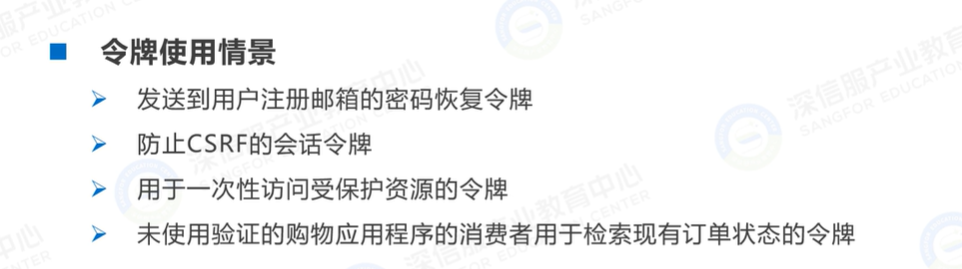 令牌使用情景
发送到用户注册邮箱的密码恢复令牌
防止CSRF的会话令牌
用于一次性访问受保护资源的令牌
未使用验证的购物应用程序的消费者用于检索现有订单状态的令牌
深信服产业教育中心
SANGFOR EDUCATION CENTER